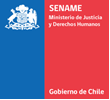 SENAME
Ministerio de Justicia
y Derechos Humanos
Gobierno de Chile